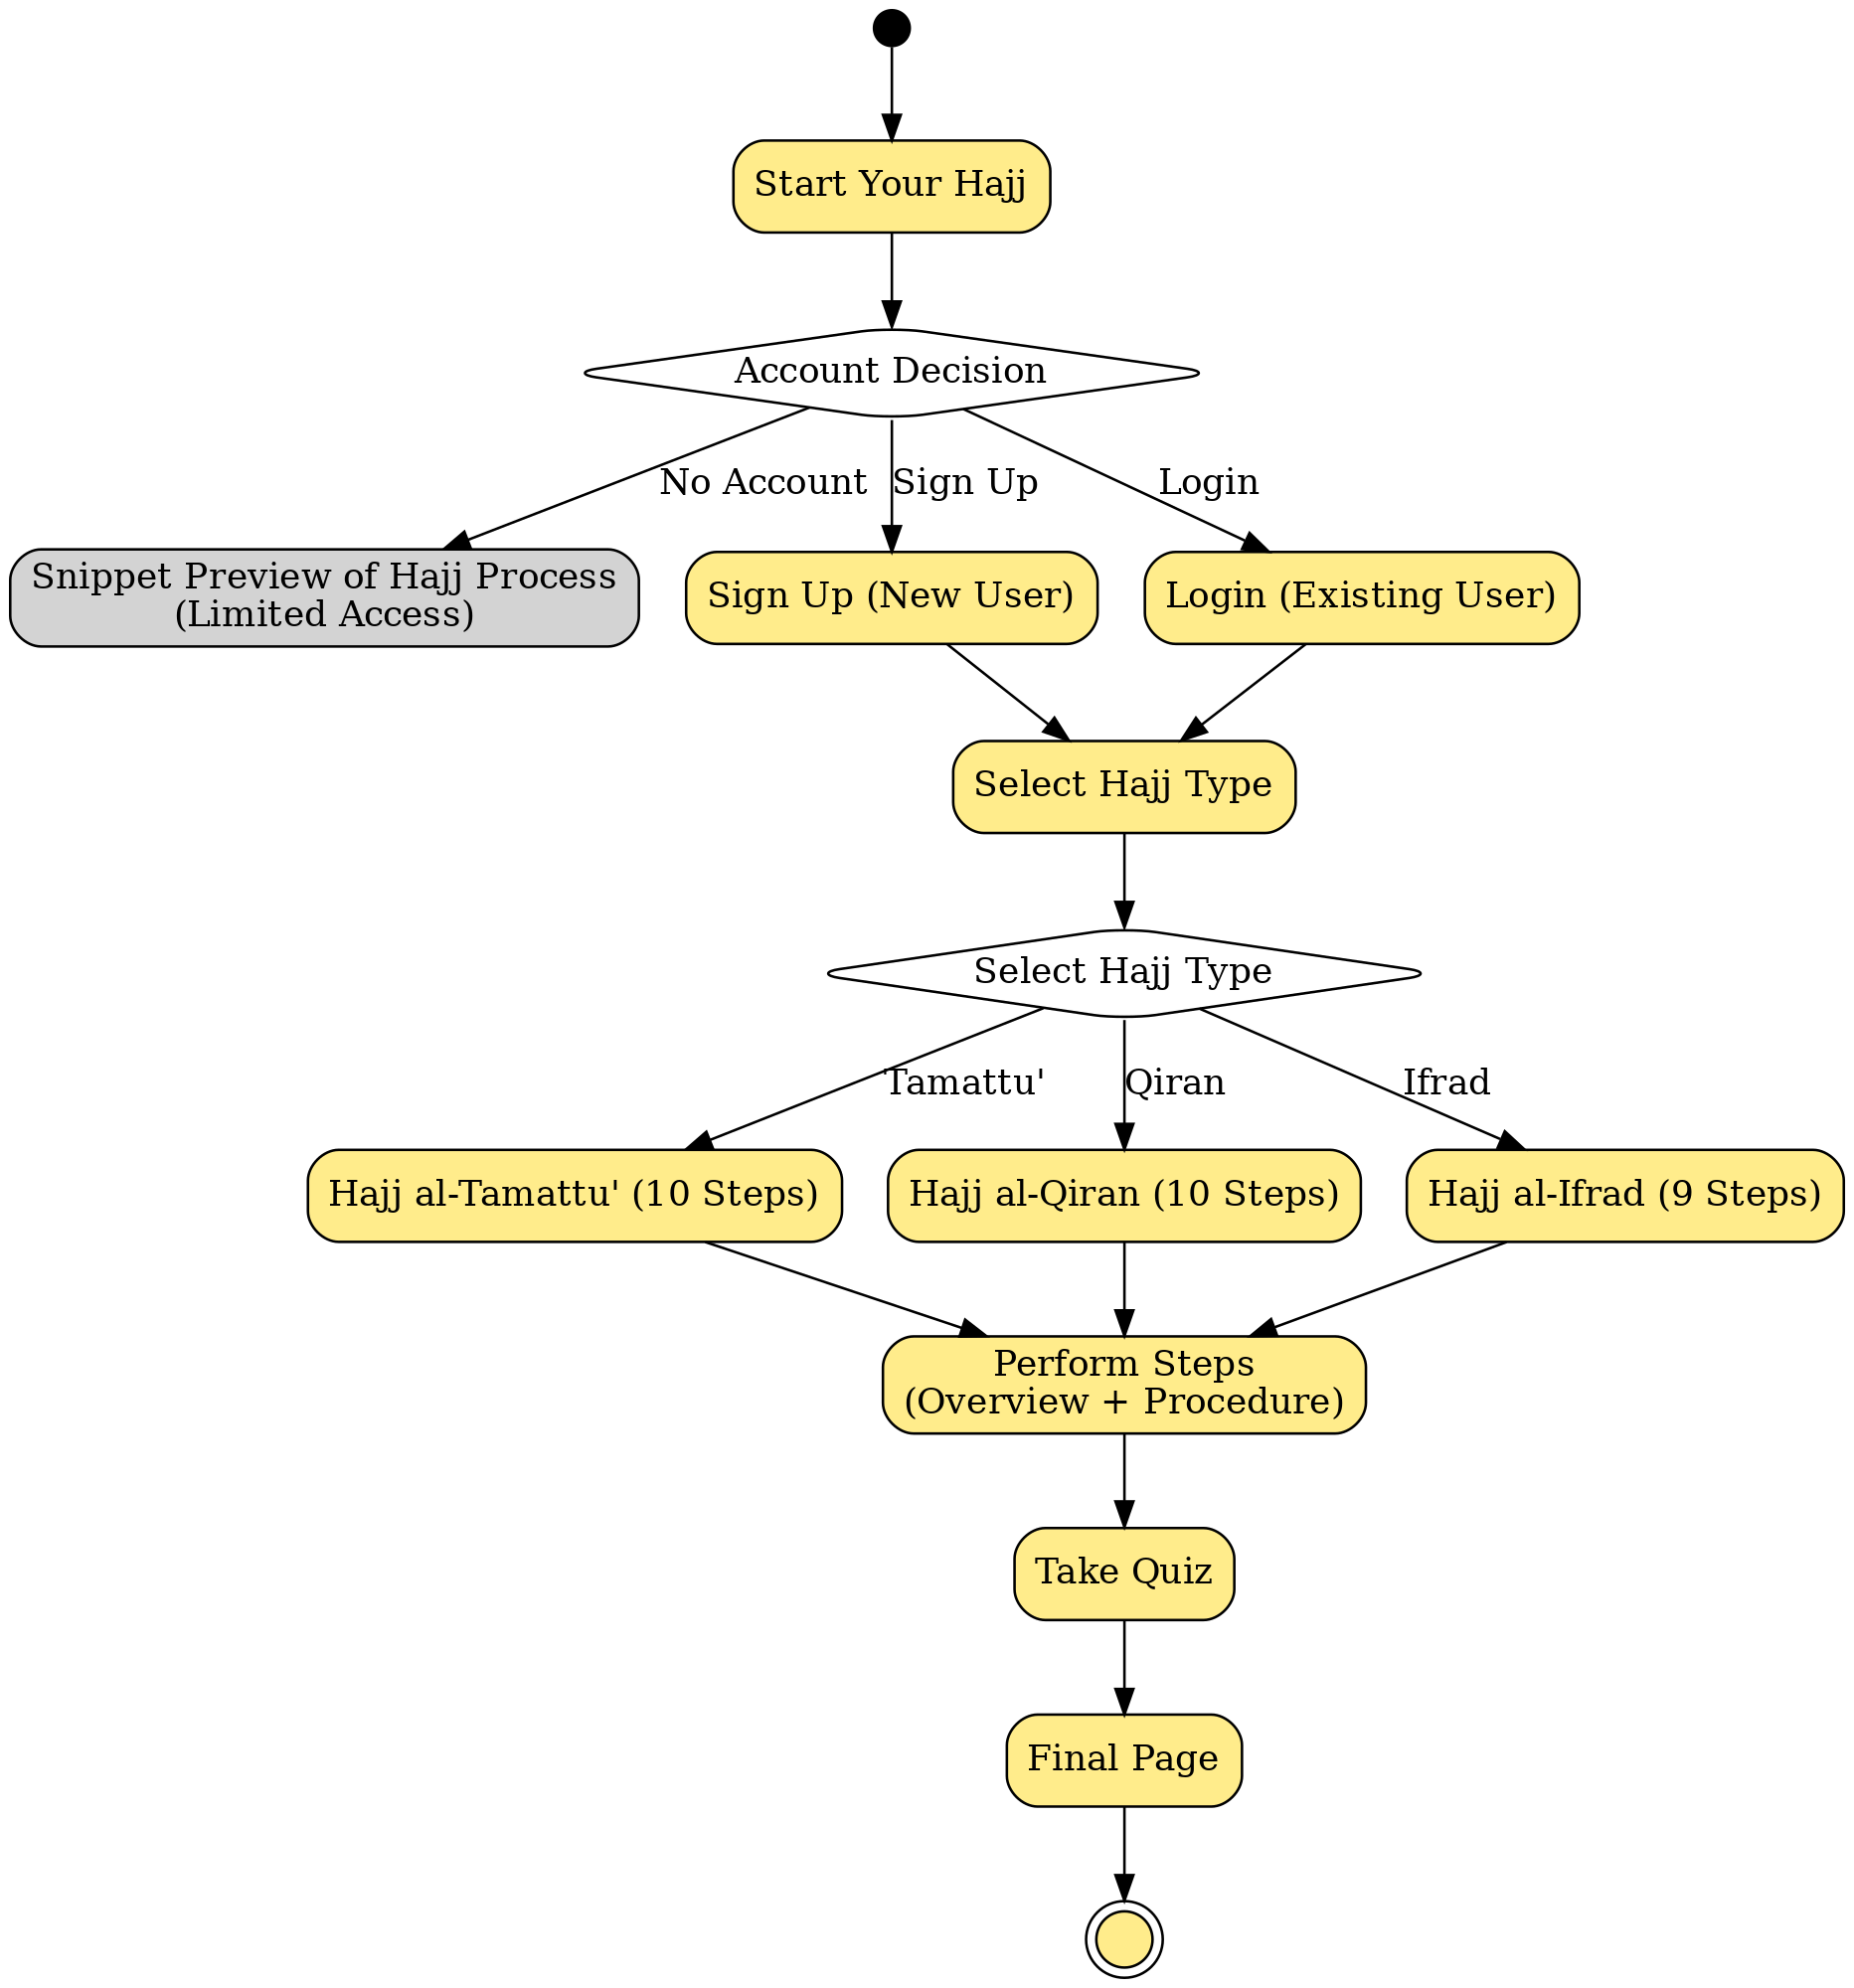 Start Your Hajj
Account Decision
No Account
Sign Up
Login
Snippet Preview of Hajj Process
(Limited Access)
Sign Up (New User)
Login (Existing User)
Select Hajj Type
Select Hajj Type
Tamattu'
Qiran
Ifrad
Hajj al-Tamattu' (10 Steps)
Hajj al-Qiran (10 Steps)
Hajj al-Ifrad (9 Steps)
Perform Steps
(Overview + Procedure)
Take Quiz
Final Page